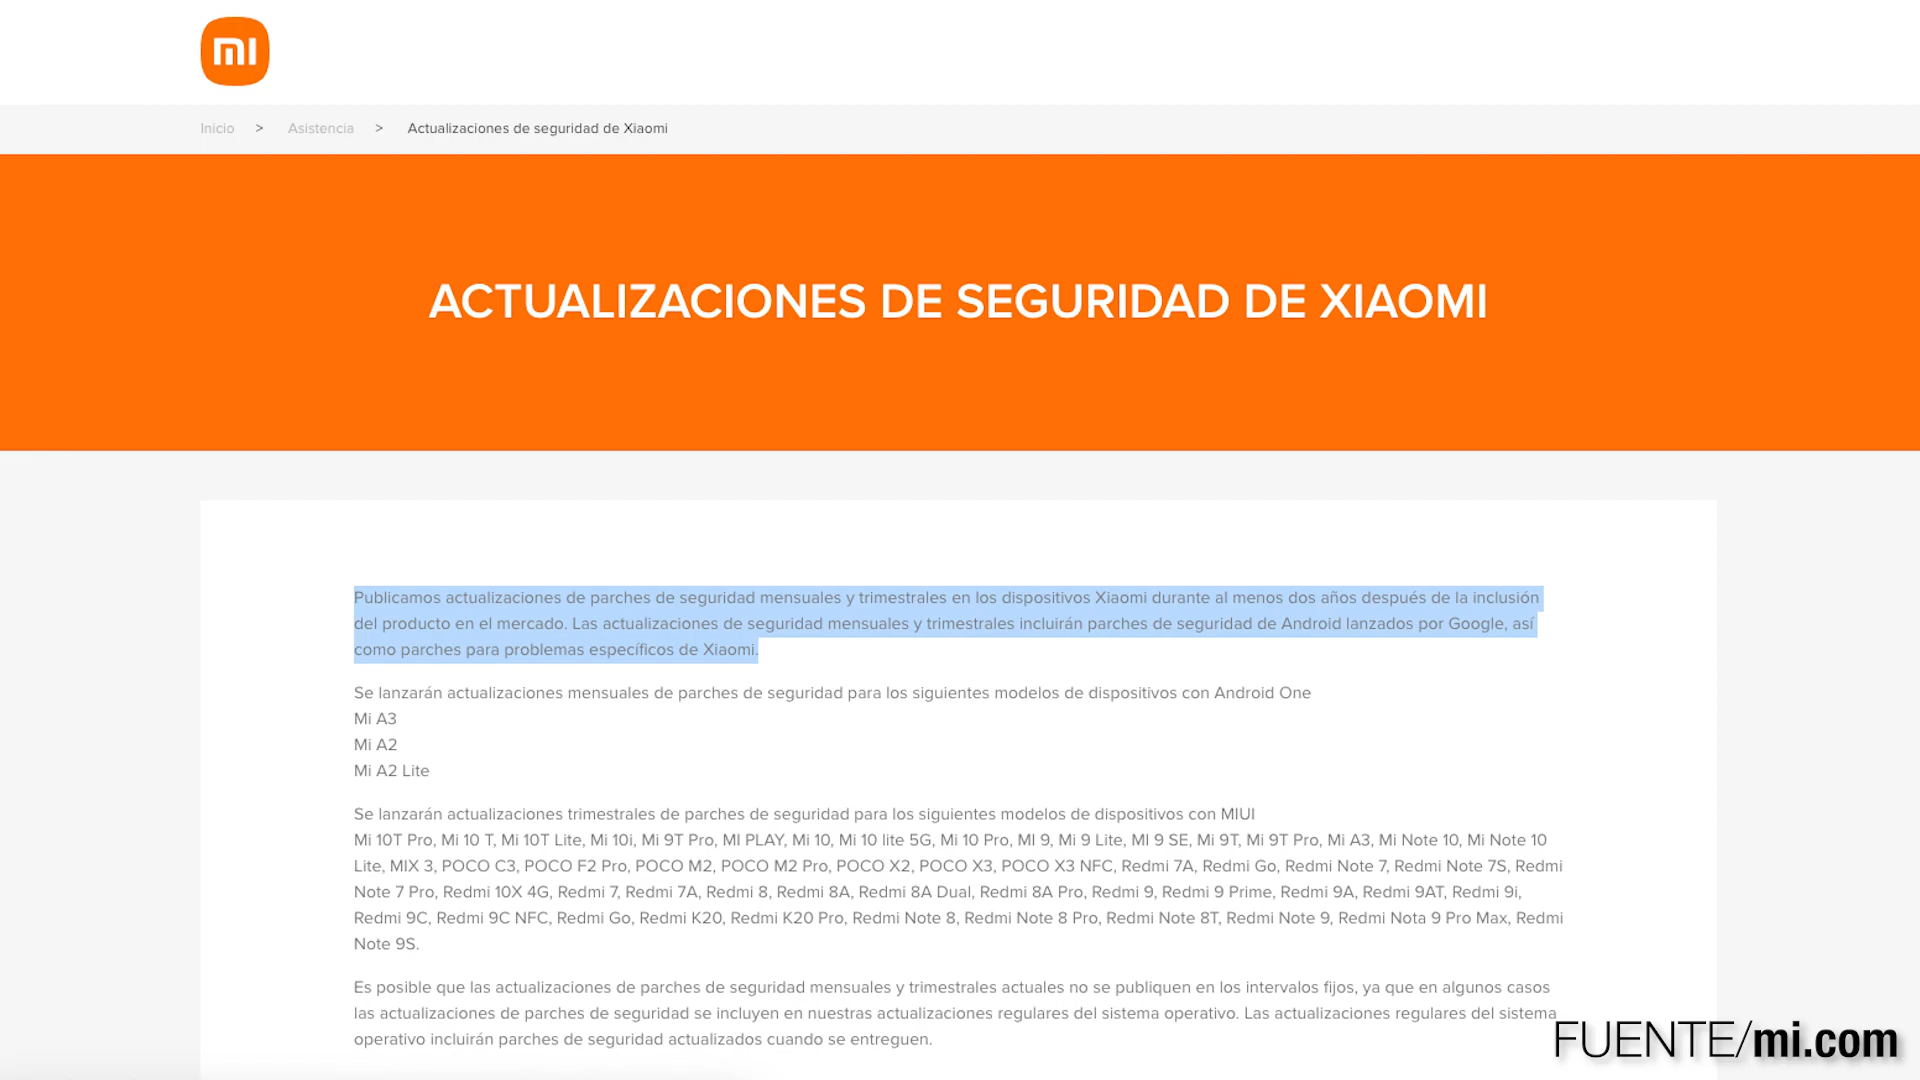 mi
Inicio > Asistencia > Actualizaciones de seguridad de Xiaomi
ACTUALIZACIONES DE SEGURIDAD DE XIAOMI
Publicamos actualizaciones de parches de seguridad mensuales y trimestrales en los dispositivos Xiaomi durante al menos dos años después de la inclusión
del producto en el mercado. Las actualizaciones de seguridad mensuales y trimestrales incluirán parches de seguridad de Android lanzados por Google, así
como parches para problemas específicos de Xiaomi.
Se lanzarán actualizaciones mensuales de parches de seguridad para los siguientes modelos de dispositivos con Android One
Mi A3
Mi A2
Mi A2 Lite
Se lanzarán actualizaciones trimestrales de parches de seguridad para los siguientes modelos de dispositivos con MIUI
Mi 10T Pro, Mi 10 T, Mi 10T Lite, Mi 10i, Mi 9T Pro, MI PLAY, Mi 10, Mi 10 lite 5G, Mi 10 Pro, MI 9, Mi 9 Lite, MI 9 SE, Mi 9T, Mi 9T Pro, Mi A3, Mi Note 10, Mi Note 10
Lite, MIX 3, POCO C3, POCO F2 Pro, POCO M2, POCO M2 Pro, POCO X2, POCO X3, POCO X3 NFC, Redmi 7A, Redmi Go, Redmi Note 7, Redmi Note 7S, Redmi
Note 7 Pro, Redmi 10X 4G, Redmi 7, Redmi 7A, Redmi 8, Redmi 8A, Redmi 8A Dual, Redmi 8A Pro, Redmi 9, Redmi 9 Prime, Redmi 9A, Redmi 9AT, Redmi 9i,
Redmi 9C, Redmi 9C NFC, Redmi Go, Redmi K20, Redmi K20 Pro, Redmi Note 8, Redmi Note 8 Pro, Redmi Note 8T, Redmi Note 9, Redmi Nota 9 Pro Max, Redmi
Note 9S.
Es posible que las actualizaciones de parches de seguridad mensuales y trimestrales actuales no se publiquen en los intervalos fijos, ya que en algunos casos
las actualizaciones de parches de seguridad se incluyen en nuestras actualizaciones regulares del sistema operativo. Las actualizaciones regulares del sistema
operativo incluirán parches de seguridad actualizados cuando se entreguen.
FUENTE/mi.com